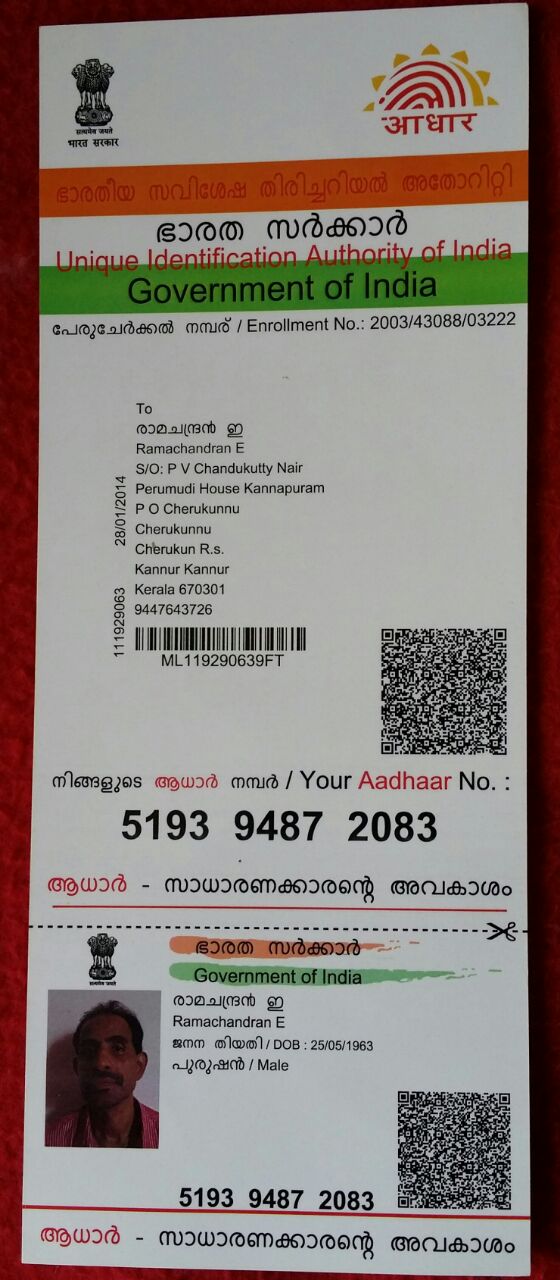 सत्यमेव जयते
भारत सरकार
आधार
ഭാരതീയ സവിശേഷ തിരിച്ചറിയൽ അതോറിറ്റി
ഭാരത സർക്കാർ
Unique Identification Authority of India
Government of India
പേരുചേർക്കൽ നമ്പര് / Enrollment No.: 2003/43088/03222
To
രാമചന്ദ്രൻ ഇ
Ramachandran E
S/O: P V Chandukutty Nair
Perumudi House Kannapuram
P O Cherukunnu
Cherukunnu
Cherukun R.s.
Kannur Kannur
Kerala 670301
9447643726
28/01/2014
111929063
ML119290639FT
നിങ്ങളുടെ ആധാർ നമ്പർ / Your Aadhaar No. :
5193 9487 2083
ആധാർ - സാധാരണക്കാരന്റെ അവകാശം
सत्यमेव जयते
ഭാരത സർക്കാർ
Government of India
രാമചന്ദ്രൻ ഇ
Ramachandran E
ജനന തിയതി / DOB : 25/05/1963
പുരുഷൻ / Male
5193 9487 2083
ആധാർ - സാധാരണക്കാരന്റെ അവകാശം